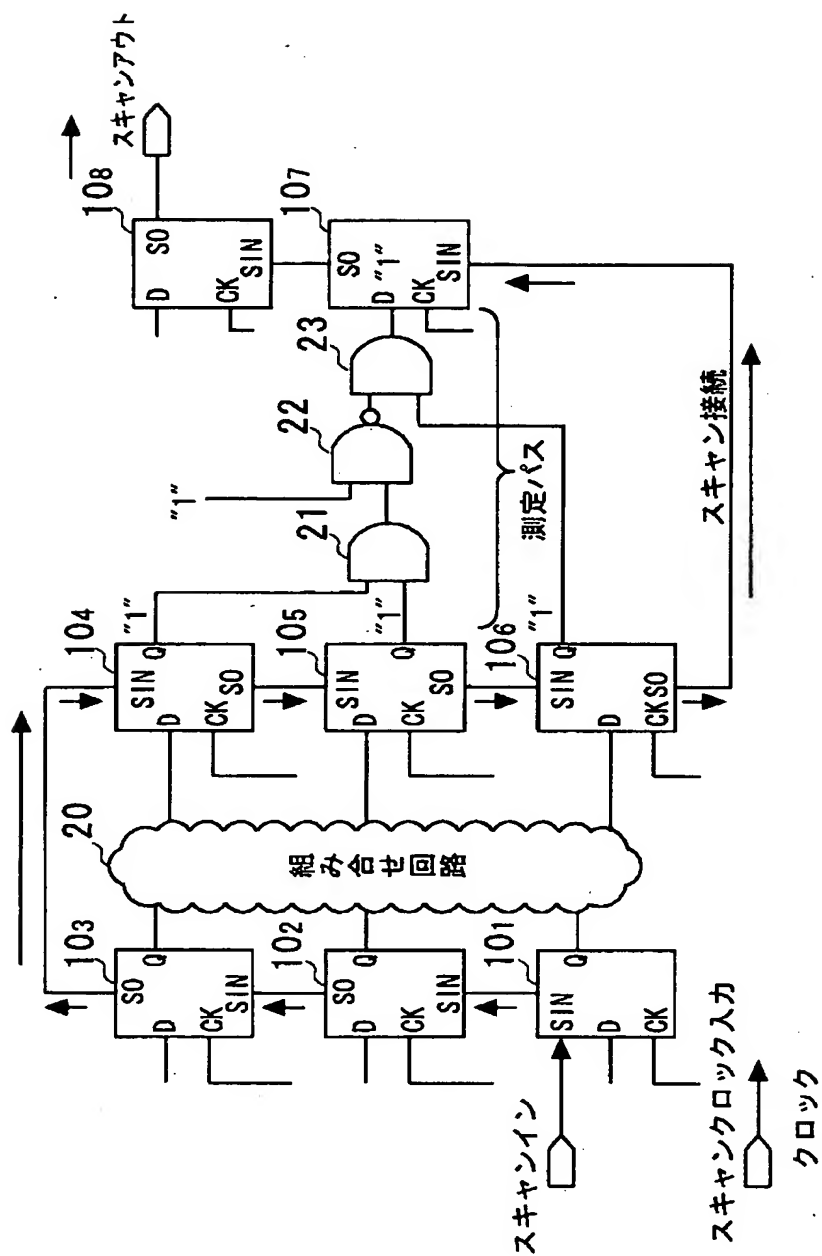 スキャンアウト
108
D
SO
CK
SIN
107
SO
D
"1"
CK
SIN
23
22
"1"
21
測定パス
スキャン接続
104
"1"
SIN
Q
D
CK
SO
105
"1"
SIN
Q
D
CK
SO
106
"1"
SIN
Q
D
CK
SO
20
組み合せ回路
103
SO
Q
D
CK
SIN
102
SO
Q
D
CK
SIN
101
SIN
Q
D
CK
スキャンイン
スキャンクロック入力
クロック